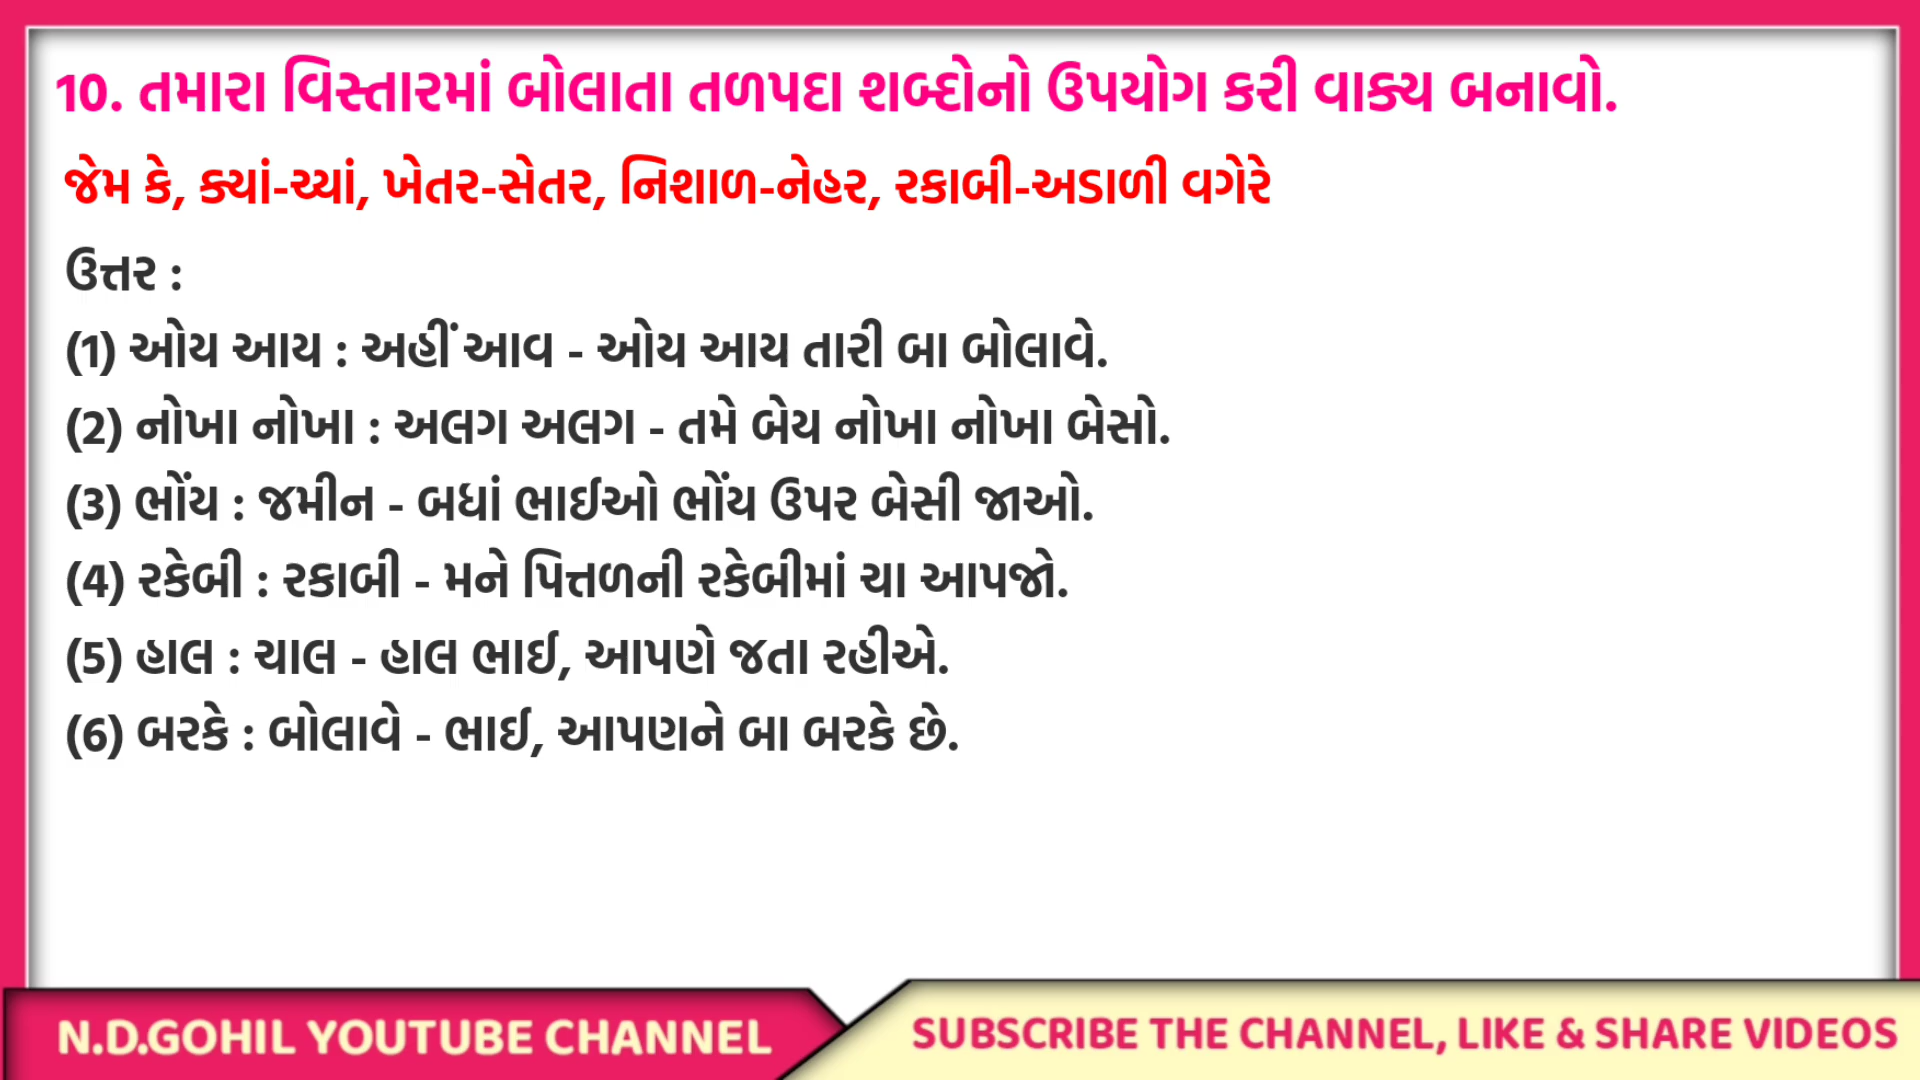 10. તમારા વિસ્તારમાં બોલાતા તળપદા શબ્દોનો ઉપયોગ કરી વાક્ય બનાવો.
જેમ કે, ક્યાં-ચ્યાં, ખેતર-સેતર, નિશાળ-નેહર, રકાબી-અડાળી વગેરે
ઉત્તર :
(1) ઓય આય : અહીં આવ - ઓય આય તારી બા બોલાવે.
(2) નોખા નોખા : અલગ અલગ - તમે બેય નોખા નોખા બેસો.
(3) ભોંય : જમીન - બધાં ભાઈઓ ભોંય ઉપર બેસી જાઓ.
(4) રકેબી : રકાબી - મને પિત્તળની રકેબીમાં ચા આપજો.
(5) હાલ : ચાલ - હાલ ભાઈ, આપણે જતા રહીએ.
(6) બરકે : બોલાવે - ભાઈ, આપણને બા બરકે છે.
N.D.GOHIL YOUTUBE CHANNEL
SUBSCRIBE THE CHANNEL, LIKE & SHARE VIDEOS